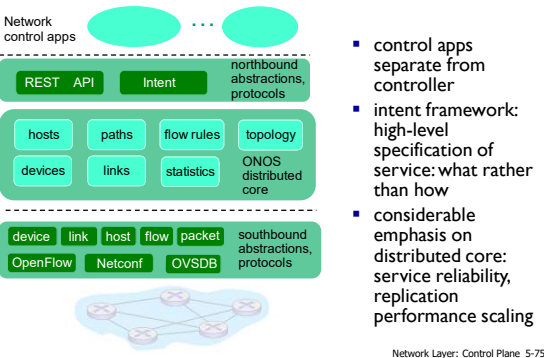 Network
control apps
...
northbound
abstractions,
protocols
REST API
Intent
hosts
paths
flow rules
topology
devices
links
statistics
ONOS
distributed
core
device
link
host
flow
packet
southbound
abstractions,
protocols
OpenFlow
Netconf
OVSDB
▪ control apps
separate from
controller
▪ intent framework:
high-level
specification of
service: what rather
than how
▪ considerable
emphasis on
distributed core:
service reliability,
replication
performance scaling
Network Layer: Control Plane 5-75